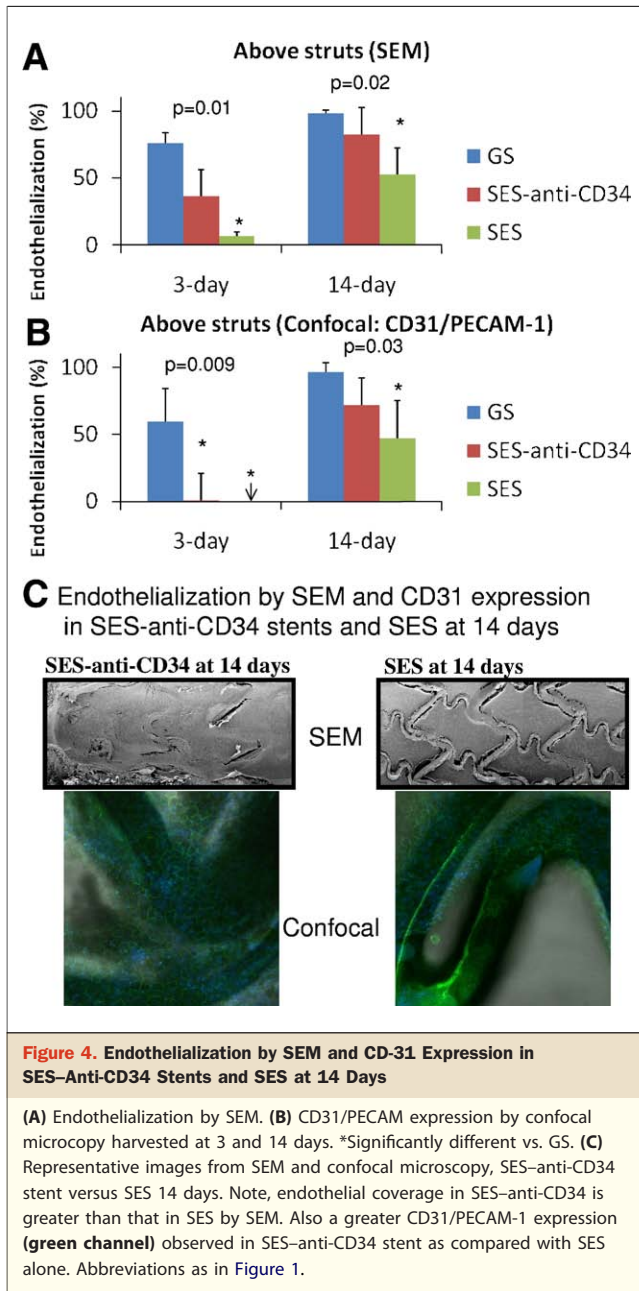 A
Above struts (SEM)
Endothelialization (%)
100
50
0
p=0.01
p=0.02
*
*
3-day
14-day
GS
SES-anti-CD34
SES
B
Above struts (Confocal: CD31/PECAM-1)
Endothelialization (%)
100
50
0
p=0.009
p=0.03
*
*
*
3-day
14-day
GS
SES-anti-CD34
SES
C Endothelialization by SEM and CD31 expression
in SES-anti-CD34 stents and SES at 14 days
SES-anti-CD34 at 14 days
SES at 14 days
SEM
Confocal
Figure 4. Endothelialization by SEM and CD-31 Expression in
SES–Anti-CD34 Stents and SES at 14 Days
(A) Endothelialization by SEM. (B) CD31/PECAM expression by confocal
microcopy harvested at 3 and 14 days. *Significantly different vs. GS. (C)
Representative images from SEM and confocal microscopy, SES–anti-CD34
stent versus SES 14 days. Note, endothelial coverage in SES–anti-CD34 is
greater than that in SES by SEM. Also a greater CD31/PECAM-1 expression
(green channel) observed in SES–anti-CD34 stent as compared with SES
alone. Abbreviations as in Figure 1.